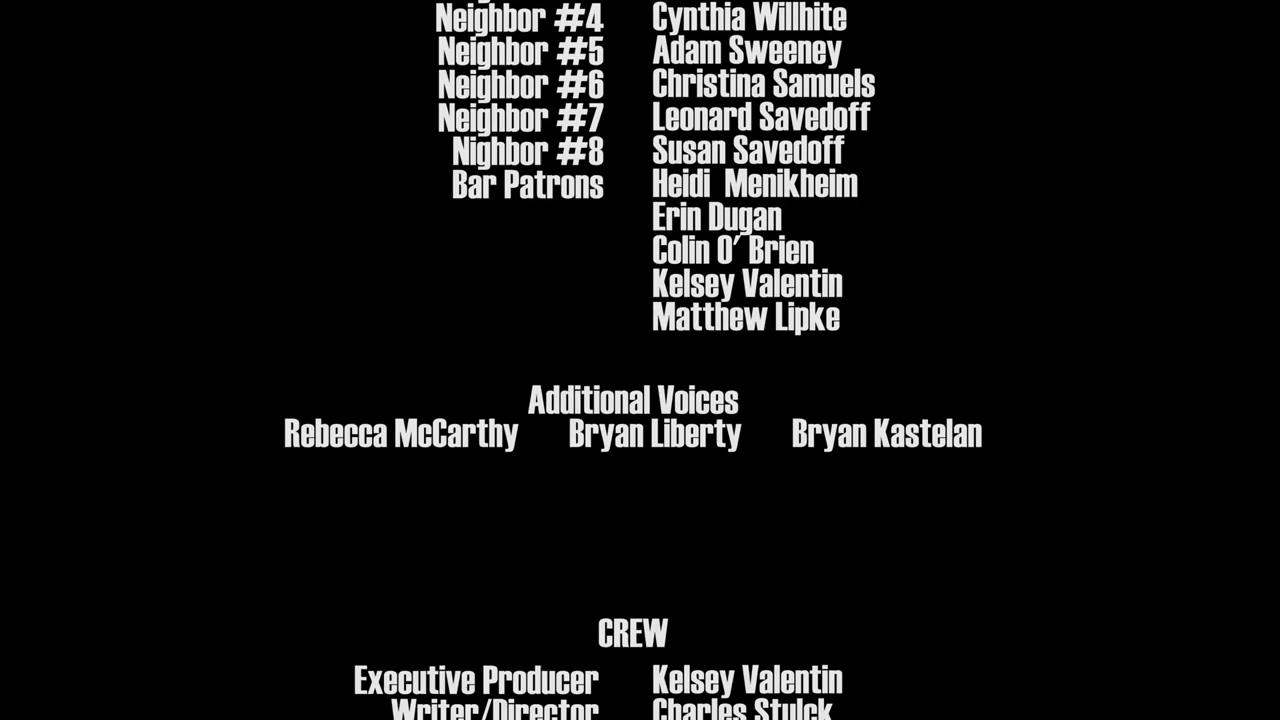 Neighbor #4 Cynthia Willhite
Neighbor #5 Adam Sweeney
Neighbor #6 Christina Samuels
Neighbor #7 Leonard Savedoff
Nighbor #8 Susan Savedoff
Bar Patrons Heidi Menikheim
Erin Dugan
Colin O' Brien
Kelsey Valentin
Matthew Lipke
Additional Voices
Rebecca McCarthy Bryan Liberty Bryan Kastelan
CREW
Executive Producer Kelsey Valentin
Writer/Director Charles Stulck